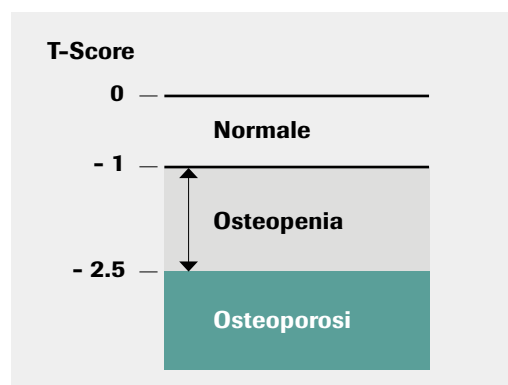 T-Score
0
Normale
- 1
Osteopenia
- 2.5
Osteoporosi